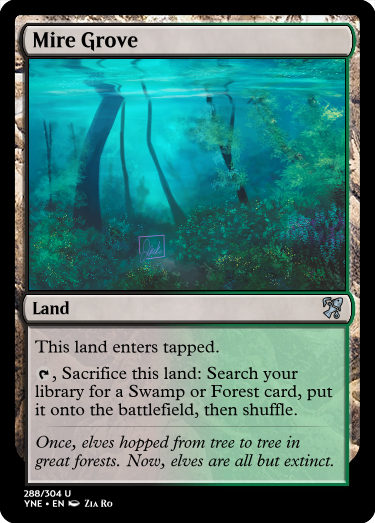 Mire Grove
Land
This land enters tapped.
, Sacrifice this land: Search your
library for a Swamp or Forest card, put
it onto the battlefield, then shuffle.
Once, elves hopped from tree to tree in
great forests. Now, elves are all but extinct.
288/304 U
YNE • EN Zia Ro